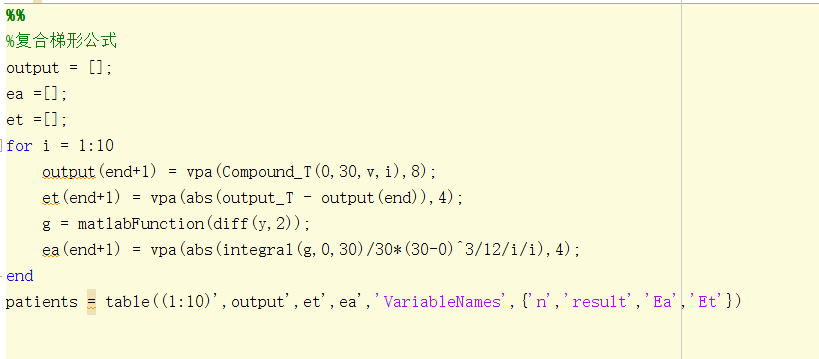 %%
%复合梯形公式
output = [];
ea =[];
et =[];
for i = 1:10
output(end+1) = vpa(Compound_T(0,30,v,i),8);
et(end+1) = vpa(abs(output_T - output(end)),4);
g = matlabFunction(diff(y,2));
ea(end+1) = vpa(abs(integral(g,0,30)/30*(30-0)^3/12/i/i),4);
end
patients = table((1:10)',output',et',ea','VariableNames',{'n','result','Ea','Et'})